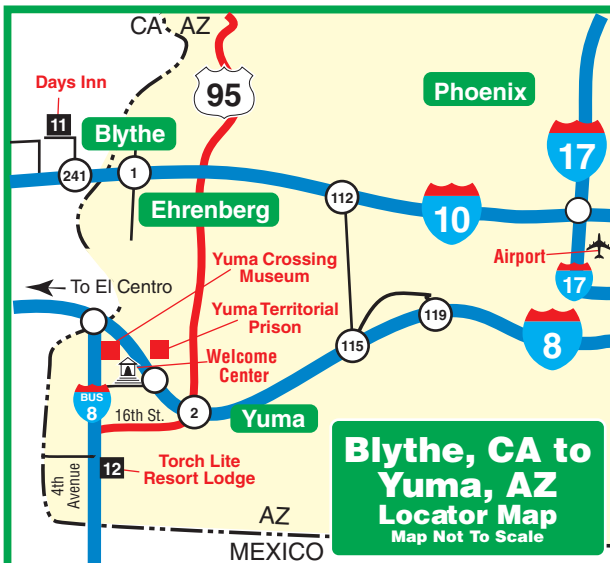 CA AZ
Days Inn
11
95
Phoenix
Blythe
17
241
1
112
Ehrenberg
10
Airport
17
Yuma Crossing
Museum
To El Centro
Yuma Territorial
Prison
119
Welcome
Center
115
8
BUS
8
16th St.
2
Yuma
4th
Avenue
12
Torch Lite
Resort Lodge
Blythe, CA to
Yuma, AZ
Locator Map
Map Not To Scale
AZ
MEXICO